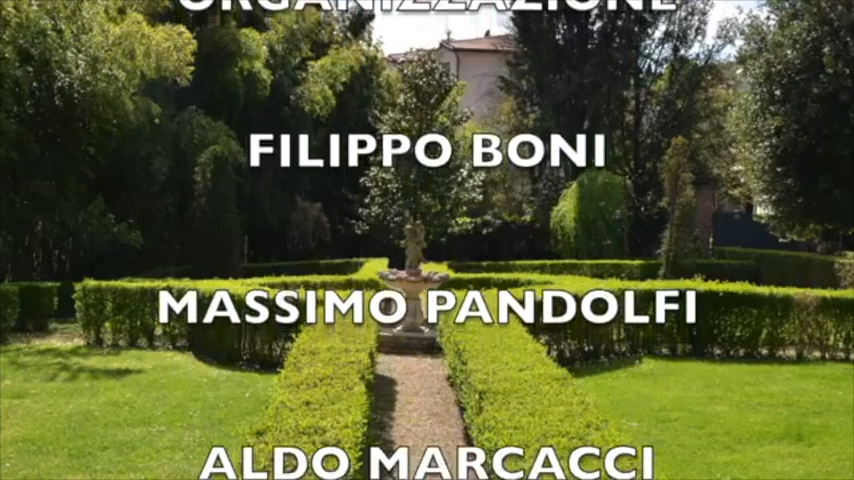 ORGANIZZAZIONE
FILIPPO BONI
MASSIMO PANDOLFI
ALDO MARCACCI